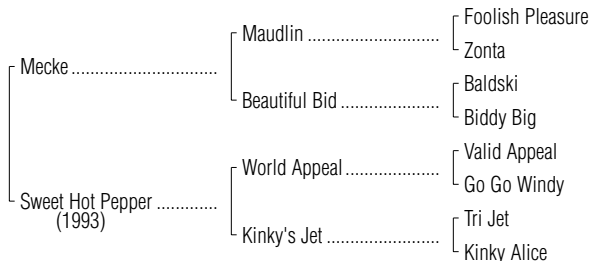 Foolish Pleasure
Maudlin ............................
Zonta
Mecke ...............................
Baldski
Beautiful Bid .....................
Biddy Big
Valid Appeal
World Appeal ....................
Go Go Windy
Sweet Hot Pepper .............
(1993)
Tri Jet
Kinky's Jet ........................
Kinky Alice